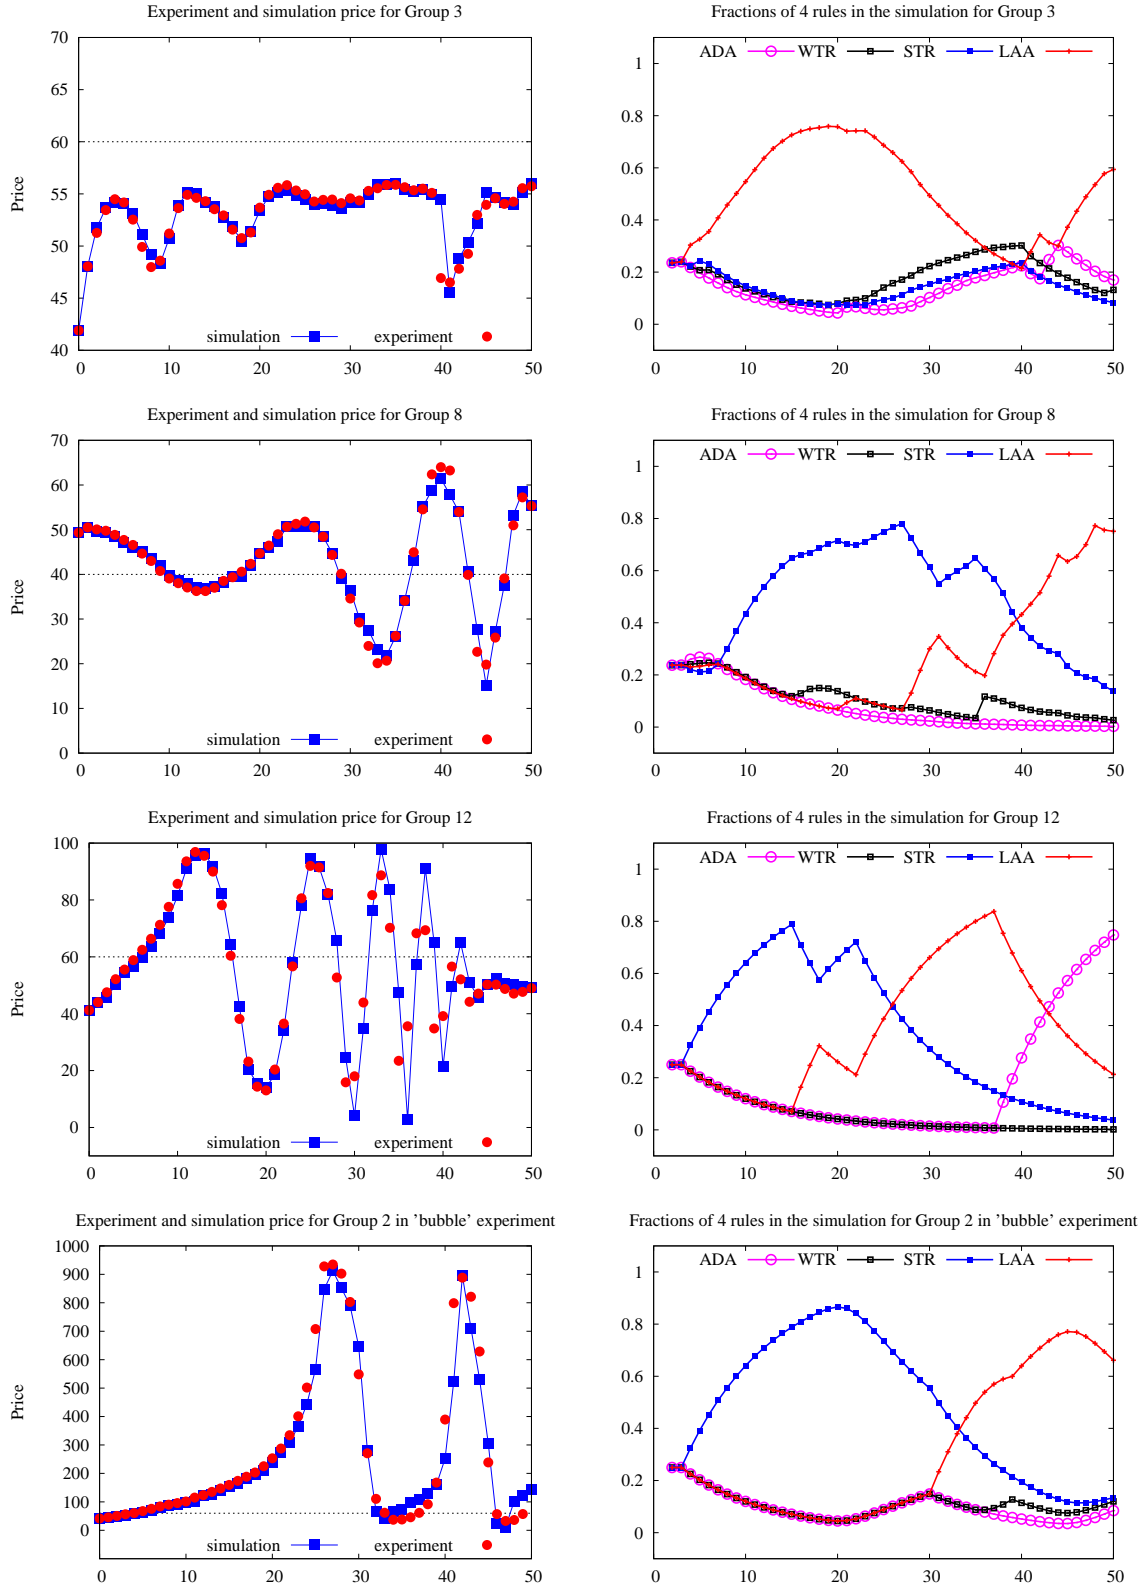 Experiment and simulation price for Group 3
70
65
60
55
50
45
40
Price
simulation experiment
0 10 20 30 40 50
Fractions of 4 rules in the simulation for Group 3
ADA WTR STR LAA
1
0.8
0.6
0.4
0.2
0
0 10 20 30 40 50
Experiment and simulation price for Group 8
70
60
50
40
30
20
10
0
Price
simulation experiment
0 10 20 30 40 50
Fractions of 4 rules in the simulation for Group 8
ADA WTR STR LAA
1
0.8
0.6
0.4
0.2
0
0 10 20 30 40 50
Experiment and simulation price for Group 12
100
80
60
40
20
0
Price
simulation experiment
0 10 20 30 40 50
Fractions of 4 rules in the simulation for Group 12
ADA WTR STR LAA
1
0.8
0.6
0.4
0.2
0
0 10 20 30 40 50
Experiment and simulation price for Group 2 in 'bubble' experiment
1000
900
800
700
600
500
400
300
200
100
0
Price
simulation experiment
0 10 20 30 40 50
Fractions of 4 rules in the simulation for Group 2 in 'bubble' experiment
ADA WTR STR LAA
1
0.8
0.6
0.4
0.2
0
0 10 20 30 40 50